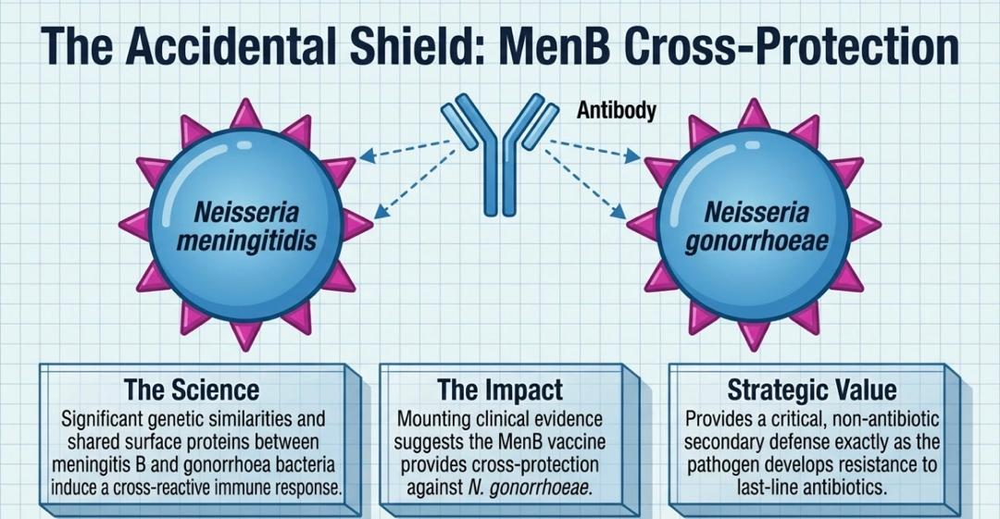 The Accidental Shield: MenB Cross-Protection
Antibody
Neisseria
meningitidis
Neisseria
gonorrhoeae
The Science
Significant genetic similarities and
shared surface proteins between
meningitis B and gonorrhoea bacteria
induce a cross-reactive immune response.
The Impact
Mounting clinical evidence
suggests the MenB vaccine
provides cross-protection
against N. gonorrhoeae.
Strategic Value
Provides a critical, non-antibiotic
secondary defense exactly as the
pathogen develops resistance to
last-line antibiotics.